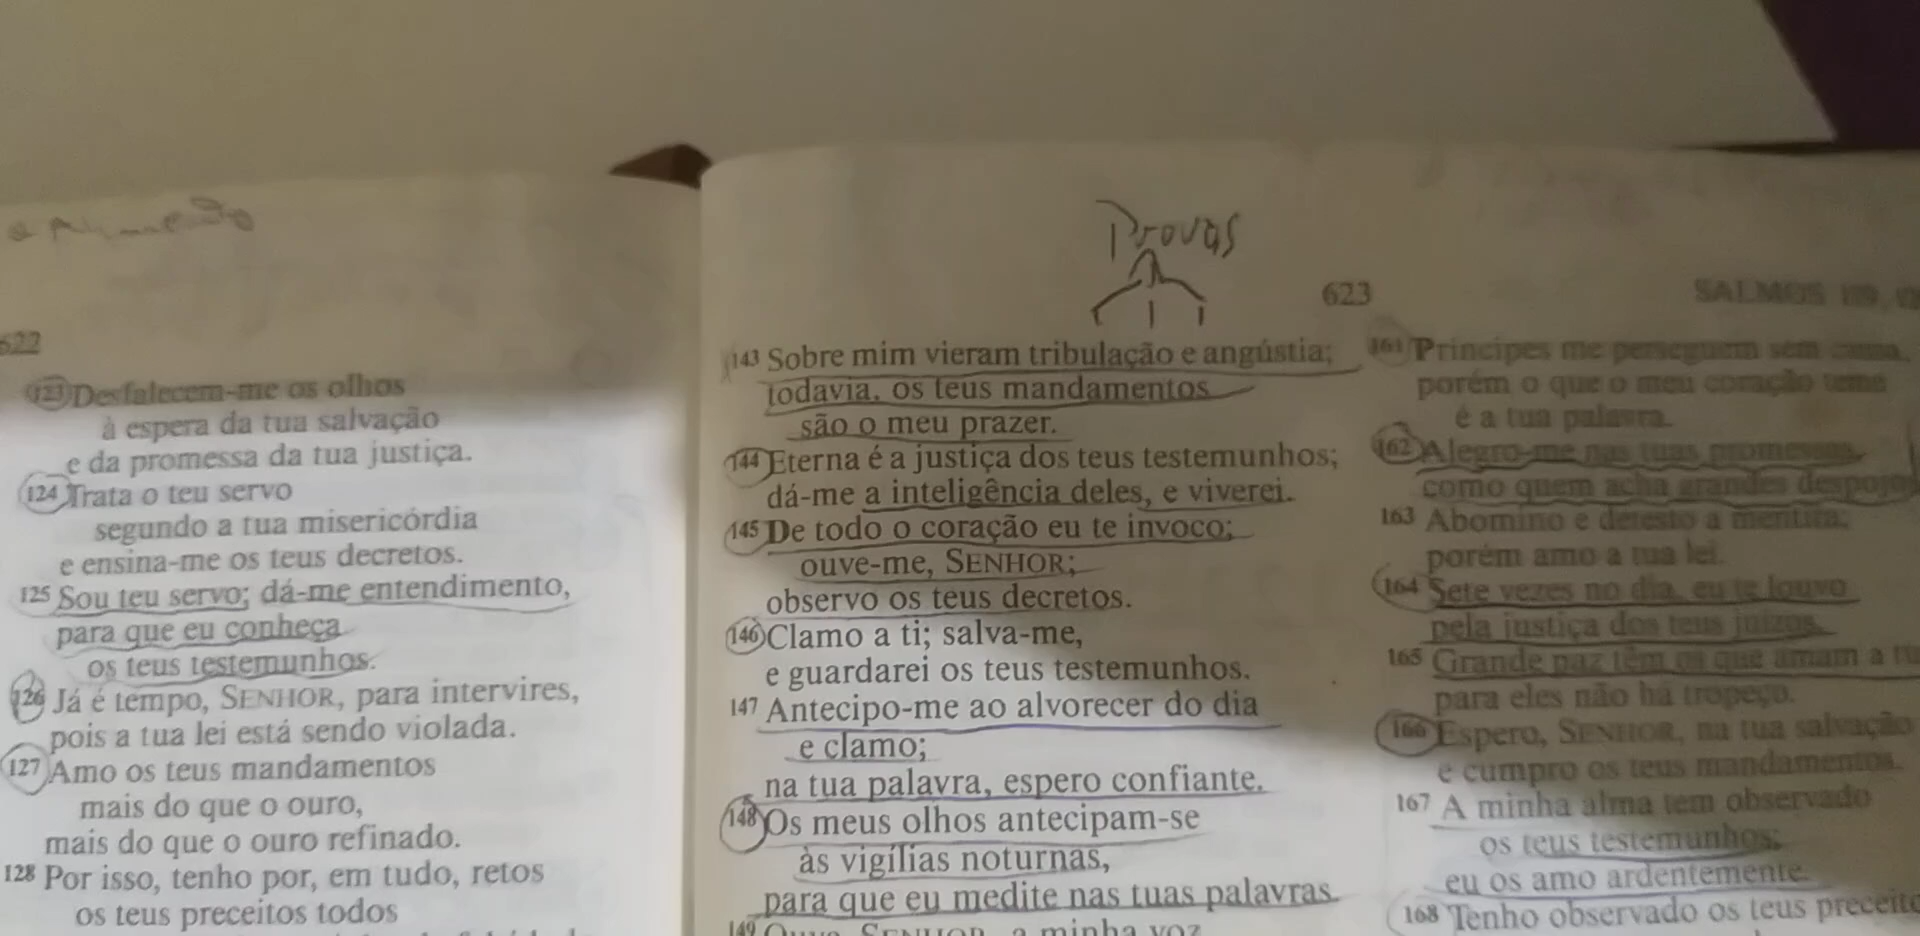 622
123 Desfalecem-me os olhos
à espera da tua salvação
e da promessa da tua justiça.
124 Trata o teu servo
segundo a tua misericórdia
e ensina-me os teus decretos.
125 Sou teu servo; dá-me entendimento,
para que eu conheça
os teus testemunhos.
126 Já é tempo, SENHOR, para intervires,
pois a tua lei está sendo violada.
127 Amo os teus mandamentos
mais do que o ouro,
mais do que o ouro refinado.
128 Por isso, tenho por, em tudo, retos
os teus preceitos todos
Provas
623
SALMOS 119
143 Sobre mim vieram tribulação e angústia;
todavia, os teus mandamentos
são o meu prazer.
144 Eterna é a justiça dos teus testemunhos;
dá-me a inteligência deles, e viverei.
145 De todo o coração eu te invoco;
ouve-me, SENHOR;
observo os teus decretos.
146 Clamo a ti; salva-me,
e guardarei os teus testemunhos.
147 Antecipo-me ao alvorecer do dia
e clamo;
na tua palavra, espero confiante.
148 Os meus olhos antecipam-se
às vigílias noturnas,
para que eu medite nas tuas palavras.
149 Ouve, SENHOR, a minha voz
161 Príncipes me perseguem sem causa,
porém o que o meu coração teme
é a tua palavra.
162 Alegro-me nas tuas promessas,
como quem acha grandes despojos
163 Abomino e detesto a mentira;
porém amo a tua lei.
164 Sete vezes no dia, eu te louvo
pela justiça dos teus juízos.
165 Grande paz têm os que amam a tu
para eles não há tropeço.
166 Espero, SENHOR, na tua salvação
e cumpro os teus mandamentos.
167 A minha alma tem observado
os teus testemunhos;
eu os amo ardentemente.
168 Tenho observado os teus preceito